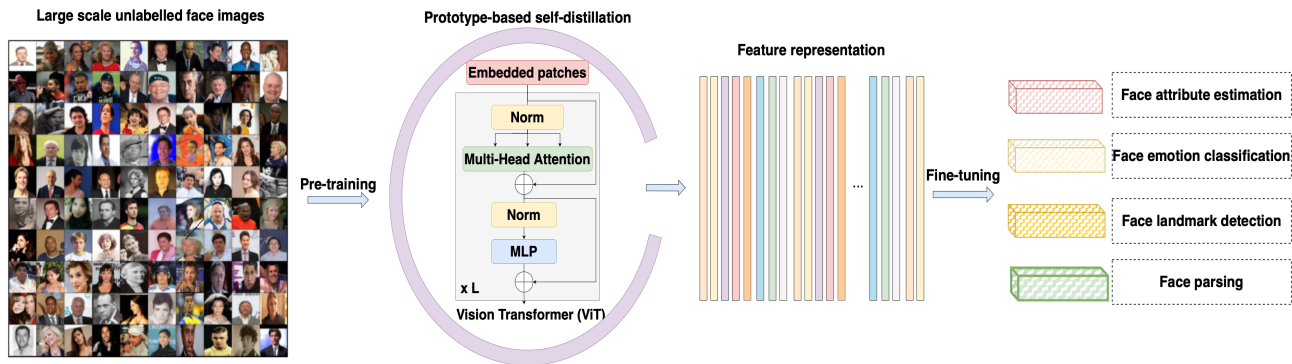 Large scale unlabelled face images
Pre-training
Prototype-based self-distillation
Embedded patches
Norm
Multi-Head Attention
Norm
MLP
x L
Vision Transformer (ViT)
Feature representation
...
Fine-tuning
Face attribute estimation
Face emotion classification
Face landmark detection
Face parsing